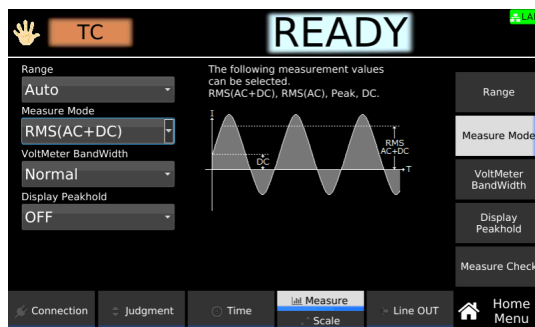 TC
READY
Range
Auto
Measure Mode
RMS(AC+DC)
VoltMeter BandWidth
Normal
Display Peakhold
OFF
The following measurement values
can be selected.
RMS(AC+DC), RMS(AC), Peak, DC.
I
DC
RMS
AC+DC
T
Range
Measure Mode
VoltMeter
BandWidth
Display
Peakhold
Measure Check
Connection
Judgment
Time
Measure
Scale
Line OUT
Home
Menu